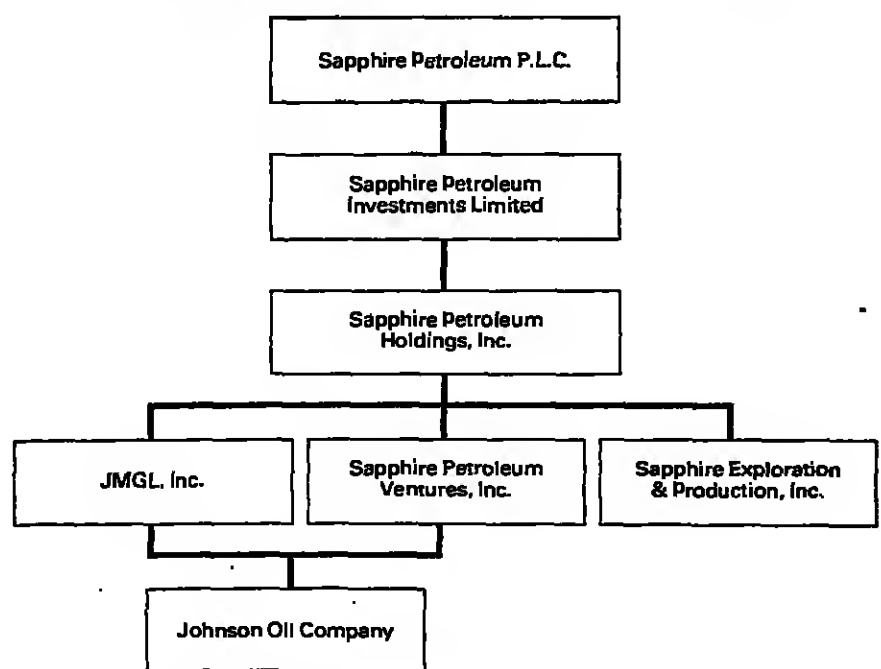 Sapphire Petroleum P.L.C.
Sapphire Petroleum
Investments Limited
Sapphire Petroleum
Holdings, Inc.
JMGL, Inc.
Sapphire Petroleum
Ventures, Inc.
Sapphire Exploration
& Production, Inc.
Johnson Oil Company